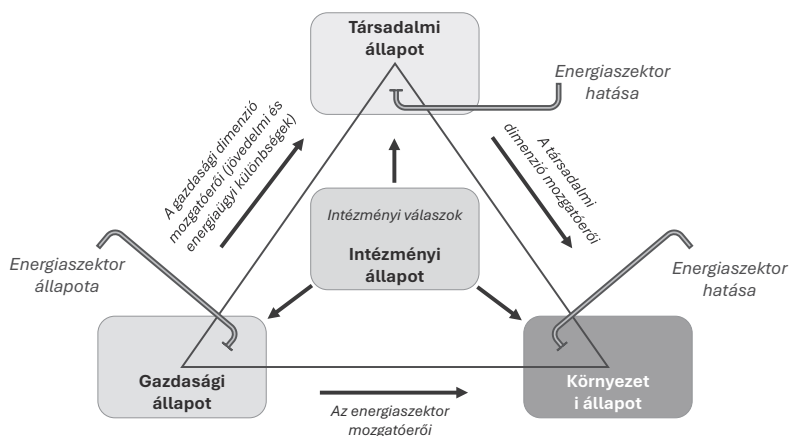 Társadalmi
állapot
Energiaszektor
hatása
A gazdasági dimenzió
mozgatóerői (jövedelmi és
energiaügyi különbségek)
A társadalmi
dimenzió mozgatóerői
Intézményi válaszok
Intézményi
állapot
Energiaszektor
állapota
Energiaszektor
hatása
Gazdasági
állapot
Környezet
i állapot
Az energiaszektor
mozgatóerői